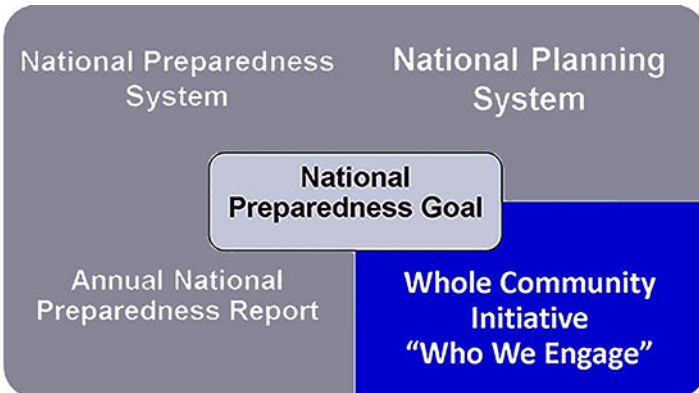 National Preparedness
System
National Planning
System
National
Preparedness Goal
Annual National
Preparedness Report
Whole Community
Initiative
“Who We Engage”